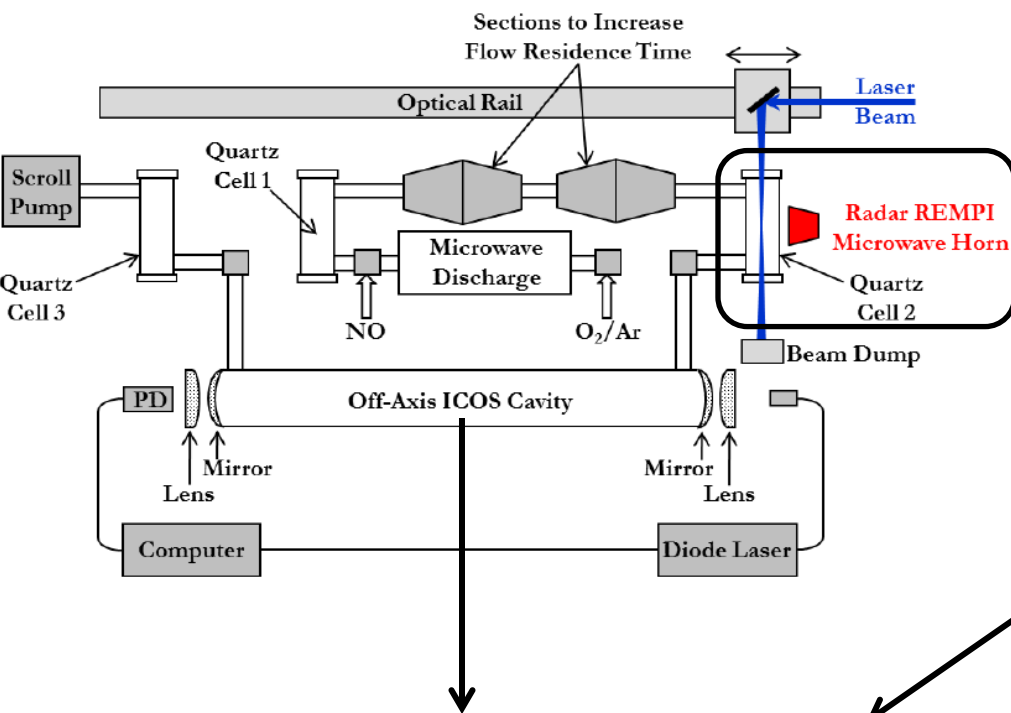 Sections to Increase
Flow Residence Time
Optical Rail
Laser
Beam
Quartz
Cell 1
Scroll
Pump
Radar REMPI
Microwave Horn
Microwave
Discharge
Quartz
Cell 3
NO
O₂/Ar
Quartz
Cell 2
Beam Dump
PD
Off-Axis ICOS Cavity
Mirror
Lens
Mirror
Lens
Computer
Diode Laser